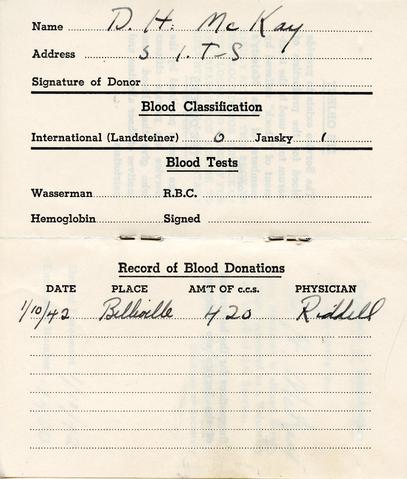 Name D. H. McKay
Address S I.T-S
Signature of Donor
Blood Classification
International (Landsteiner) O Jansky 1
Blood Tests
Wasserman R.B.C.
Hemoglobin Signed
Record of Blood Donations
DATE PLACE AM'T OF c.c.s. PHYSICIAN
1/10/42 Belleville 420 Riddell